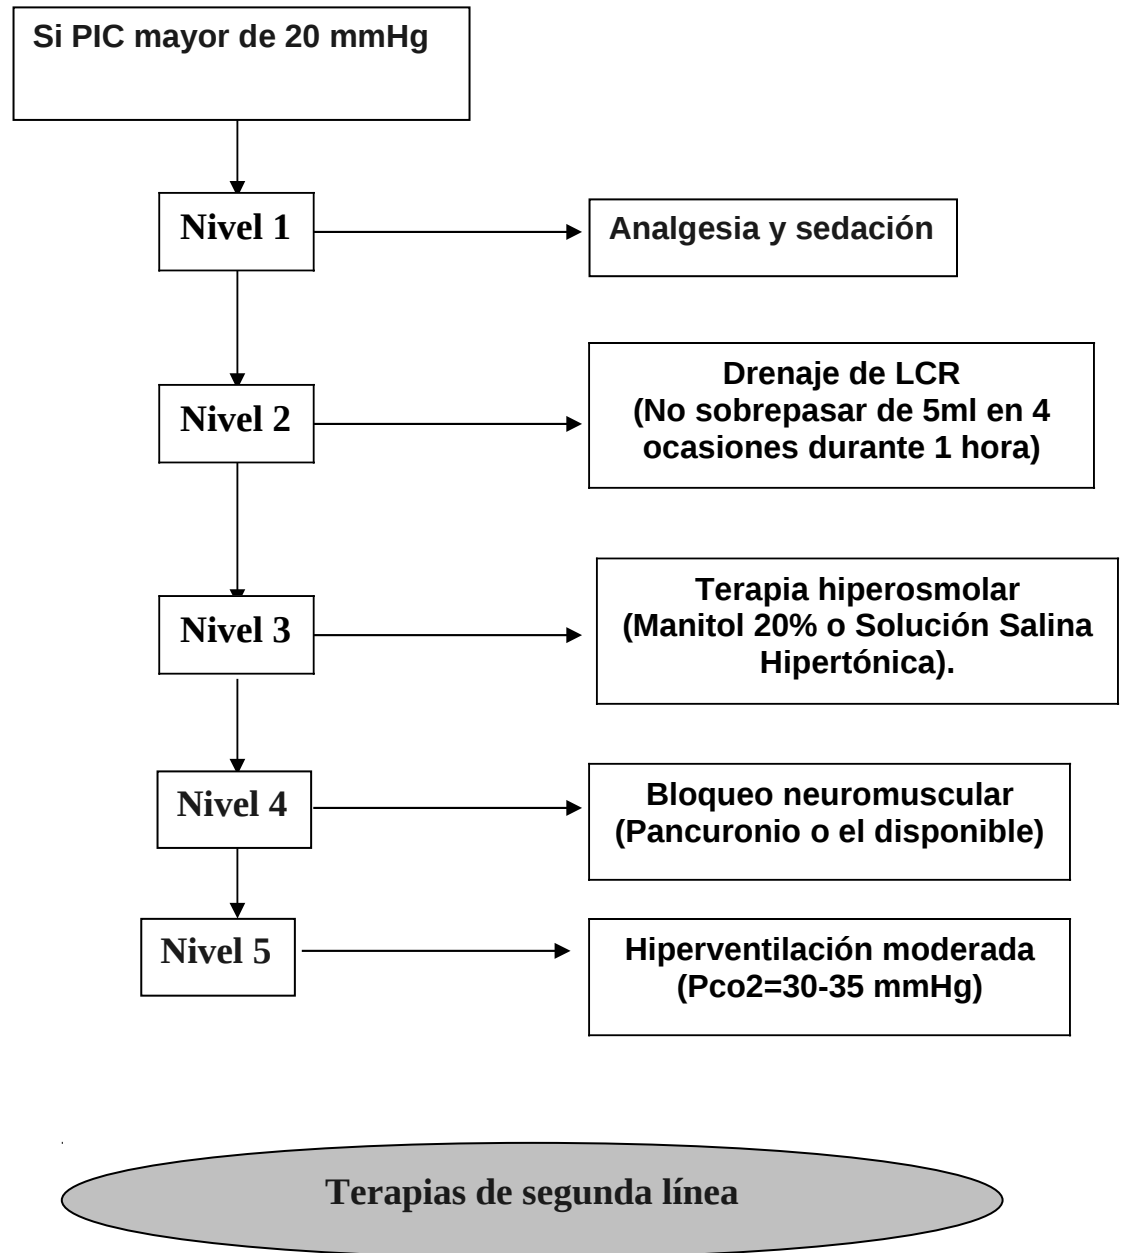 Si PIC mayor de 20 mmHg
Nivel 1
Analgesia y sedación
Nivel 2
Drenaje de LCR
(No sobrepasar de 5ml en 4
ocasiones durante 1 hora)
Nivel 3
Terapia hiperosmolar
(Manitol 20% o Solución Salina
Hipertónica).
Nivel 4
Bloqueo neuromuscular
(Pancuronio o el disponible)
Nivel 5
Hiperventilación moderada
(Pco2=30-35 mmHg)
Terapias de segunda línea